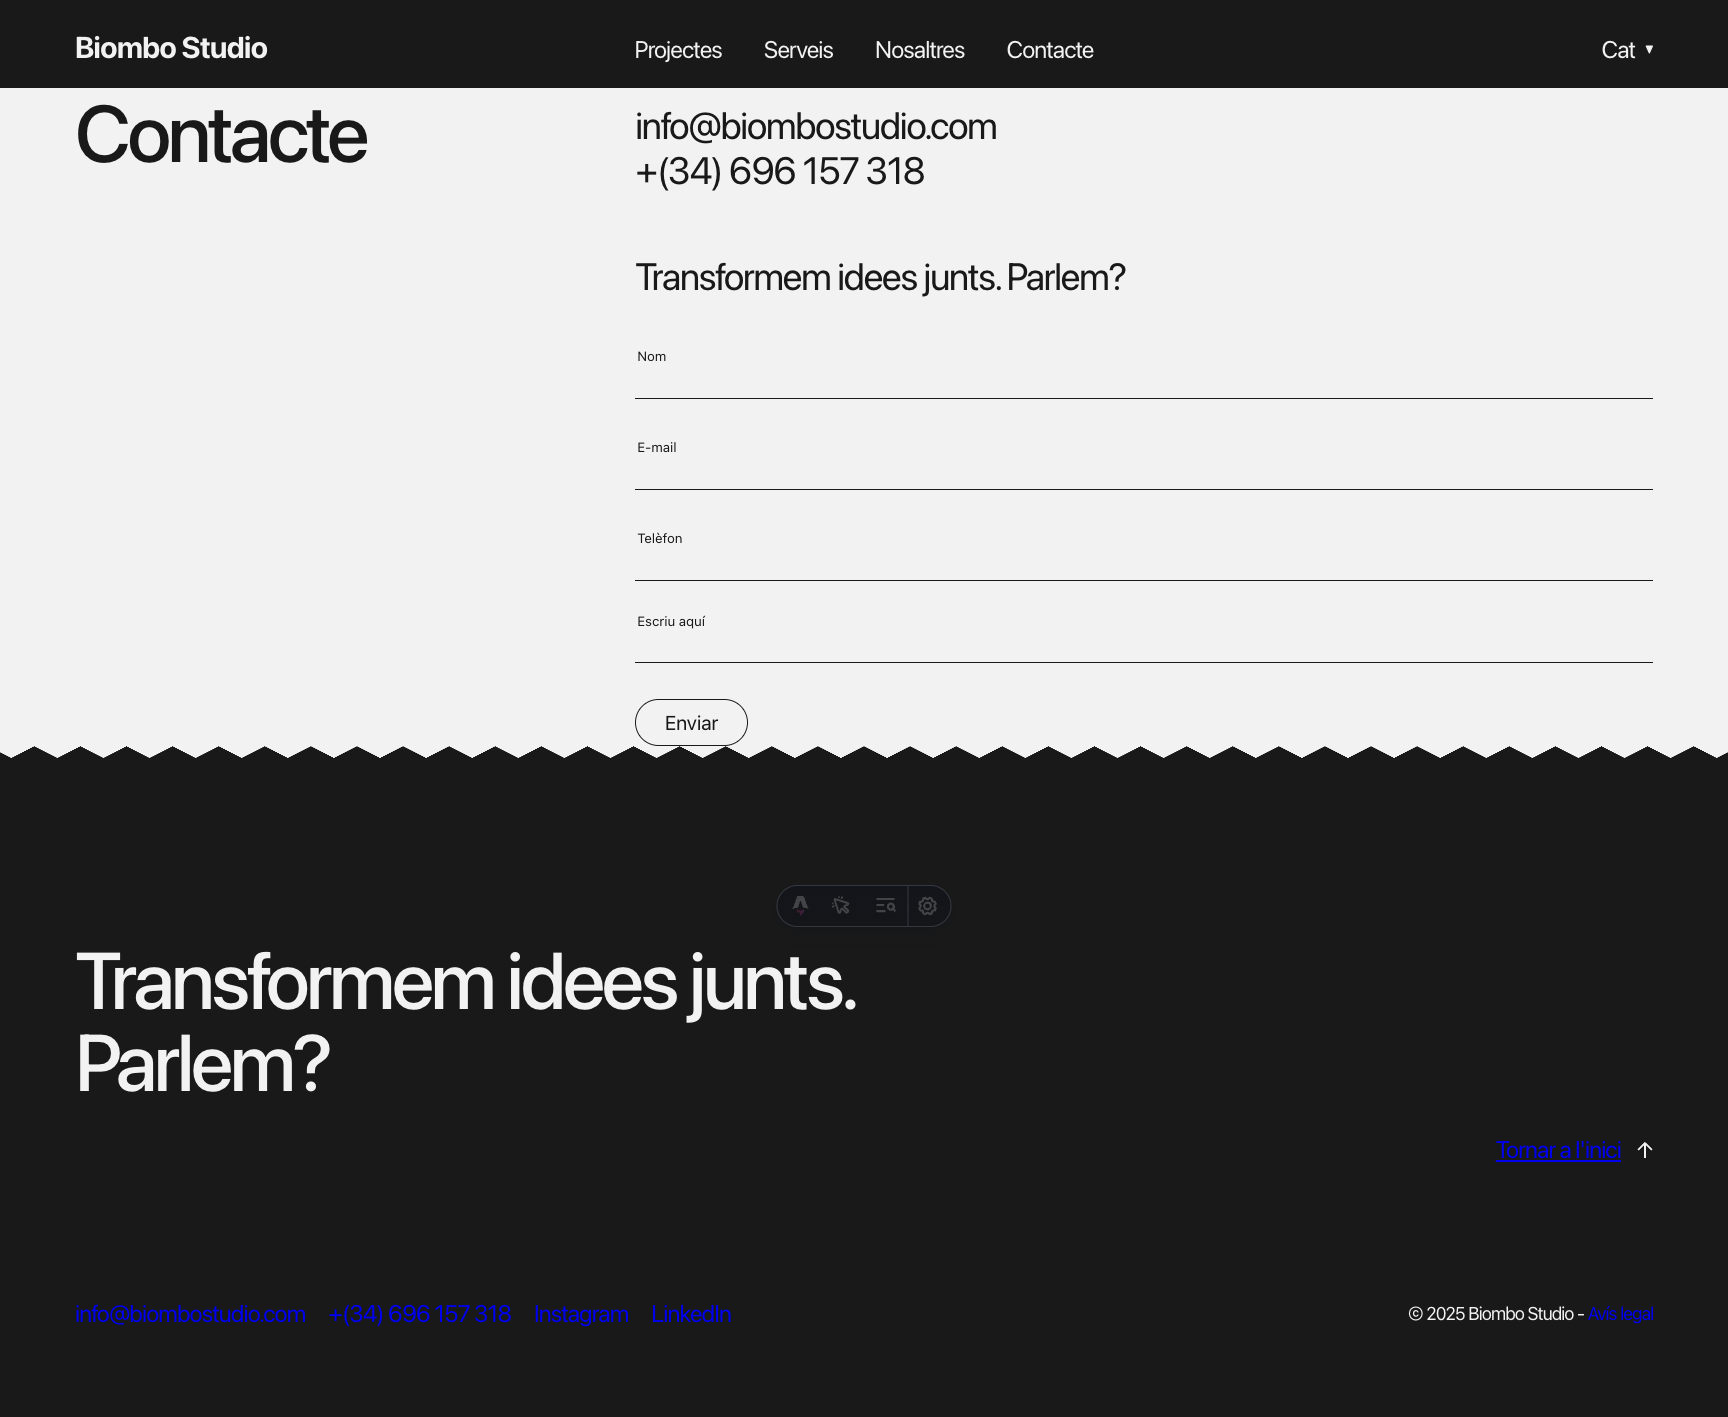 Biombo Studio
Projectes Serveis Nosaltres Contacte
Cat ▼
Contacte
info@biombostudio.com
+(34) 696 157 318
Transformem idees junts. Parlem?
Nom
E-mail
Telèfon
Escriu aquí
Enviar
Transformem idees junts.
Parlem?
Tornar a l'inici ↑
info@biombostudio.com +(34) 696 157 318 Instagram LinkedIn
© 2025 Biombo Studio - Avís legal